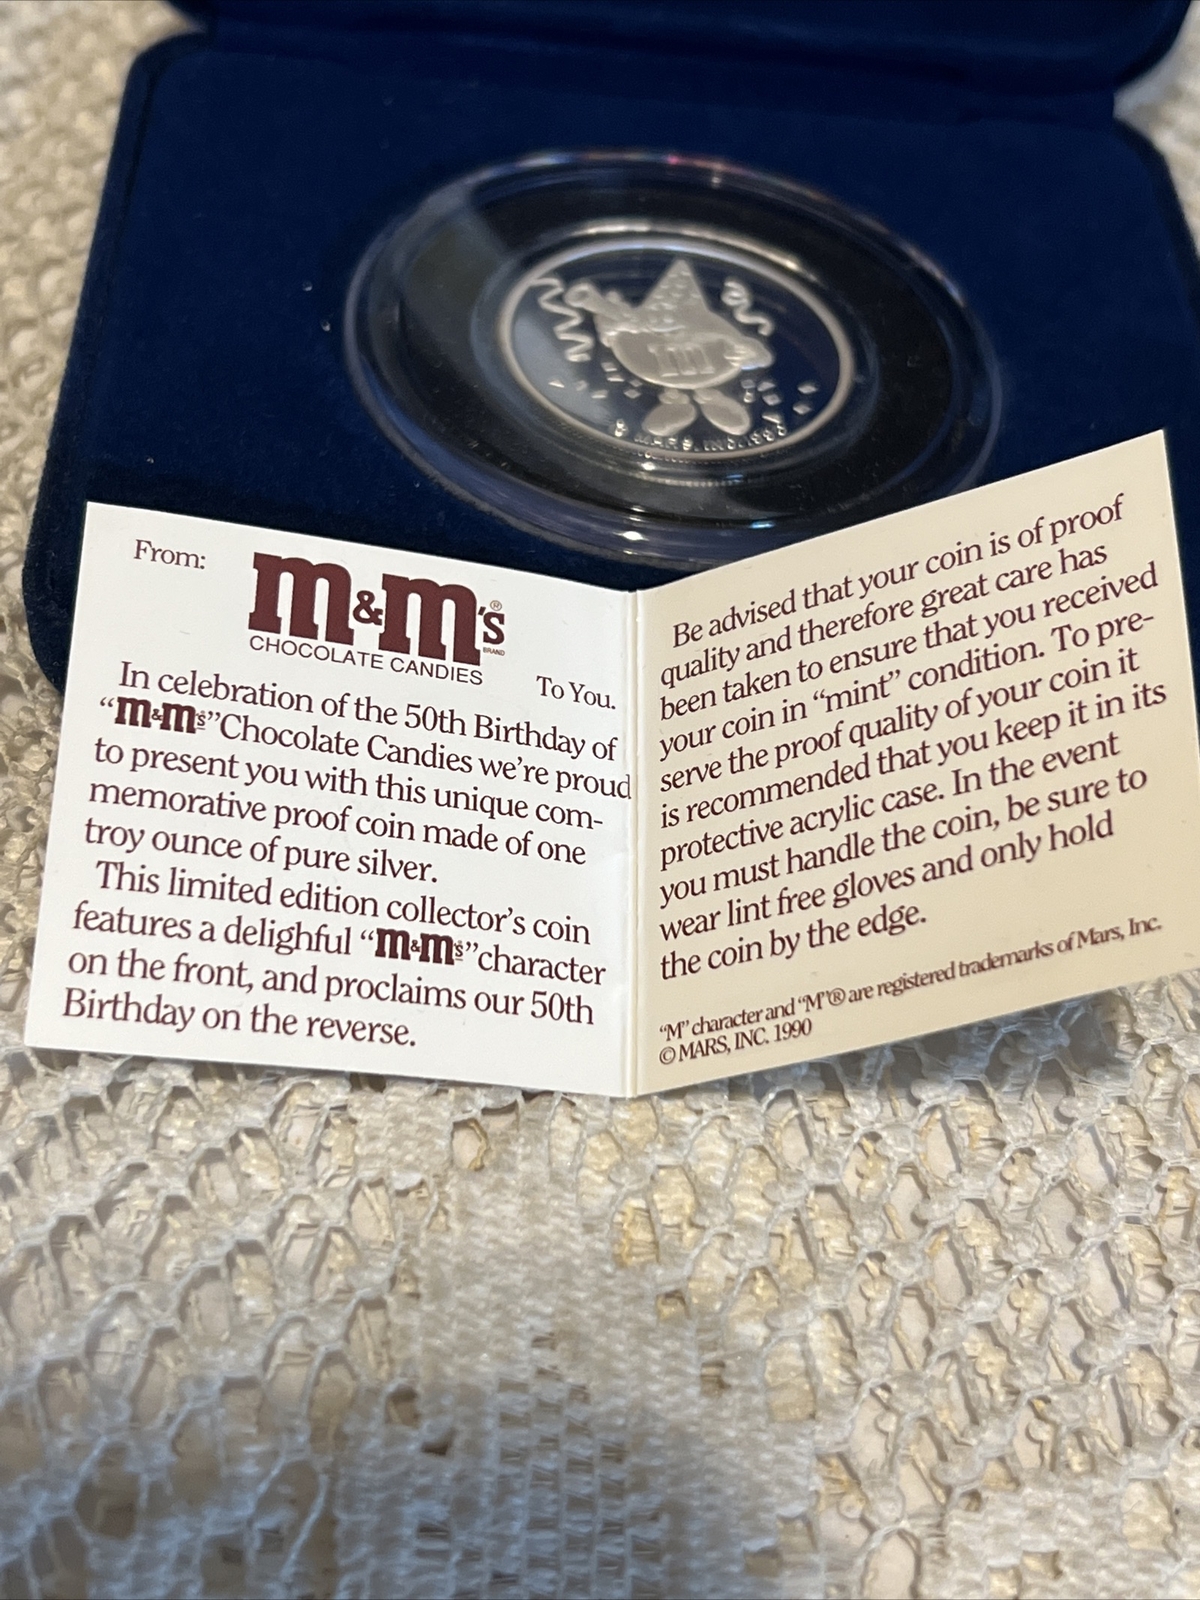 m
© MARS, INC. 1990
From:
m&m's®
BRAND
CHOCOLATE CANDIES
To You.
In celebration of the 50th Birthday of
“m&m's” Chocolate Candies we're proud
to present you with this unique com-
memorative proof coin made of one
troy ounce of pure silver.
This limited edition collector's coin
features a delighful “m&m's” character
on the front, and proclaims our 50th
Birthday on the reverse.
Be advised that your coin is of proof
quality and therefore great care has
been taken to ensure that you received
your coin in “mint” condition. To pre-
serve the proof quality of your coin it
is recommended that you keep it in its
protective acrylic case. In the event
you must handle the coin, be sure to
wear lint free gloves and only hold
the coin by the edge.
“M” character and “M”® are registered trademarks of Mars, Inc.
© MARS, INC. 1990